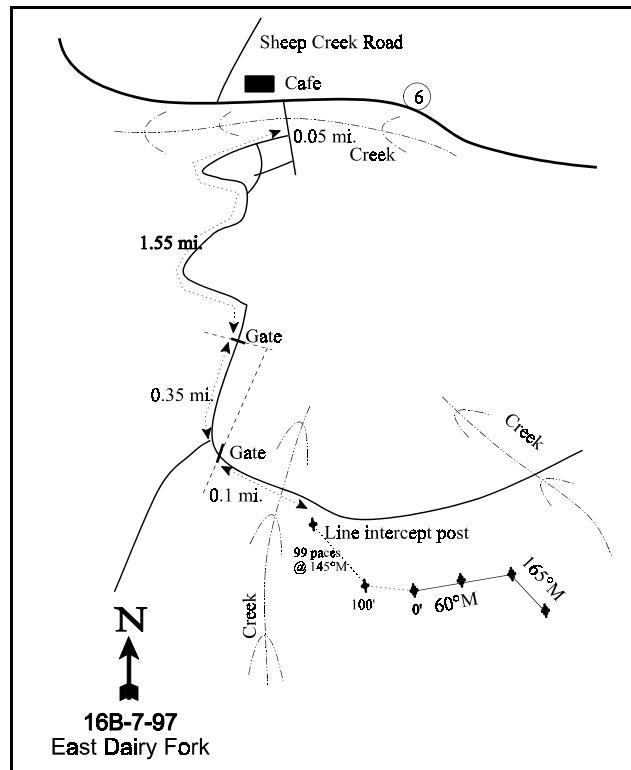 Sheep Creek Road
Cafe
6
0.05 mi.
Creek
1.55 mi.
Gate
0.35 mi.
Gate
0.1 mi.
Creek
Line intercept post
99 paces
@ 145°M
100'
0'
60°M
165°M
Creek
N
16B-7-97
East Dairy Fork